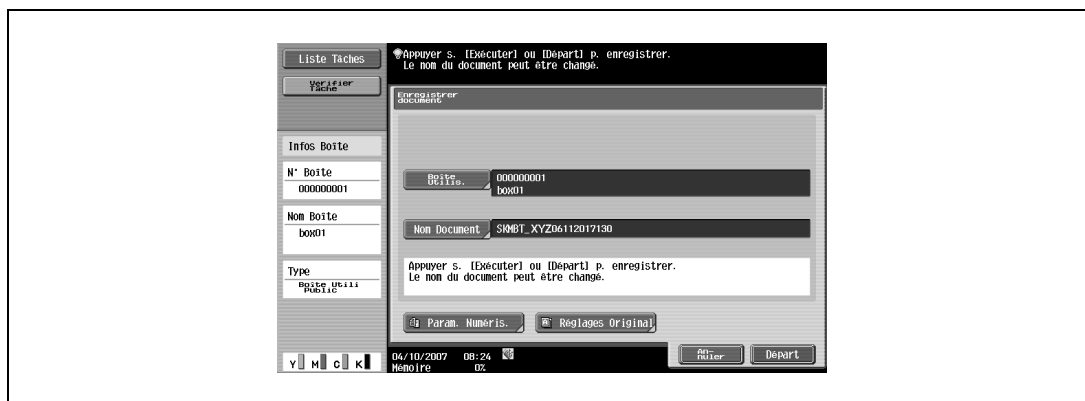 Liste Tâches
Vérifier
Tâche
Appuyer s. [Exécuter] ou [Départ] p. enregistrer.
Le nom du document peut être changé.
Enregistrer
document
Infos Boîte
N° Boîte
000000001
Nom Boîte
box01
Type
Boîte Utili
Public
Boîte
Utilis.
000000001
box01
Nom Document
SKMBT_XYZ06112017130
Appuyer s. [Exécuter] ou [Départ] p. enregistrer.
Le nom du document peut être changé.
Param. Numéris.
Réglages Original
Y M C K
04/10/2007 08:24
Mémoire 0%
An-
nuler
Départ